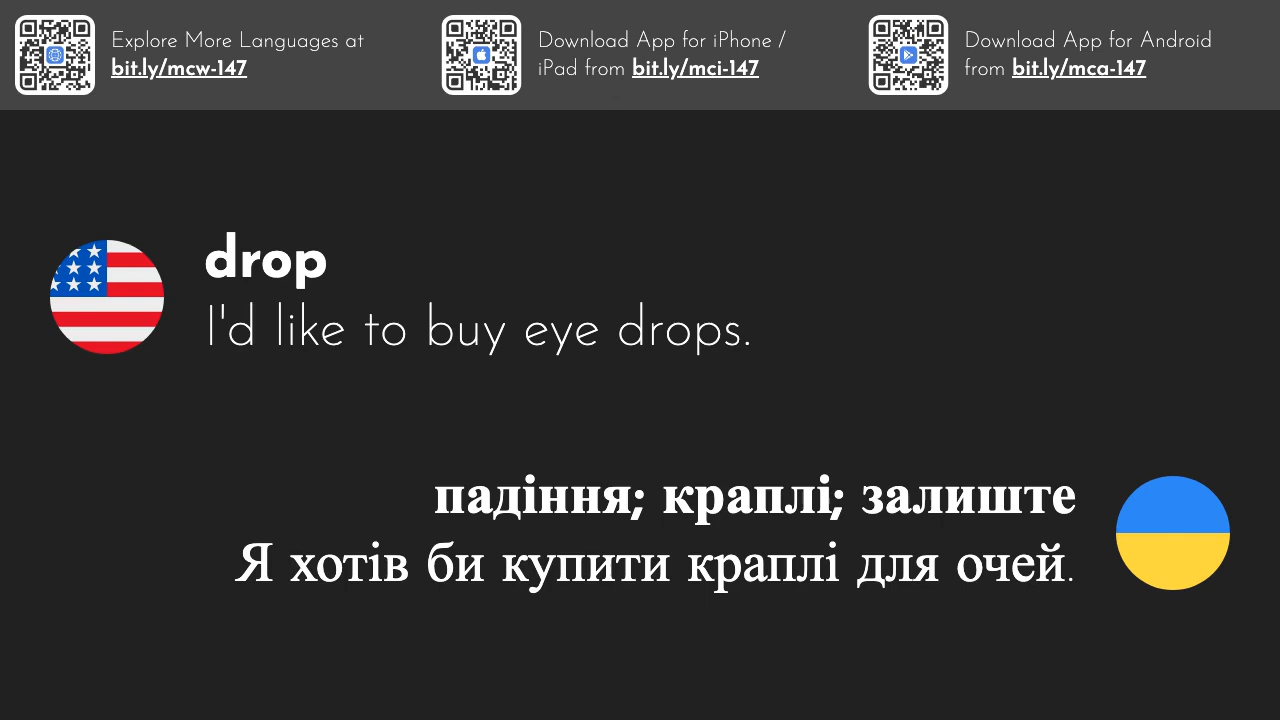 Explore More Languages at
bit.ly/mcw-147
Download App for iPhone /
iPad from bit.ly/mci-147
Download App for Android
from bit.ly/mca-147
drop
I'd like to buy eye drops.
падіння; краплі; залиште
Я хотів би купити краплі для очей.